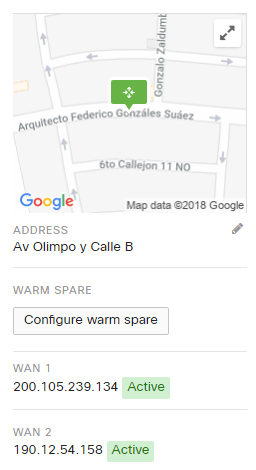 Gonzalo Zaldumb
Arquitecto Federico Gonzáles Suáez
6to Callejon 11 NO
Google
Map data ©2018 Google
ADDRESS
Av Olimpo y Calle B
WARM SPARE
Configure warm spare
WAN 1
200.105.239.134 Active
WAN 2
190.12.54.158 Active